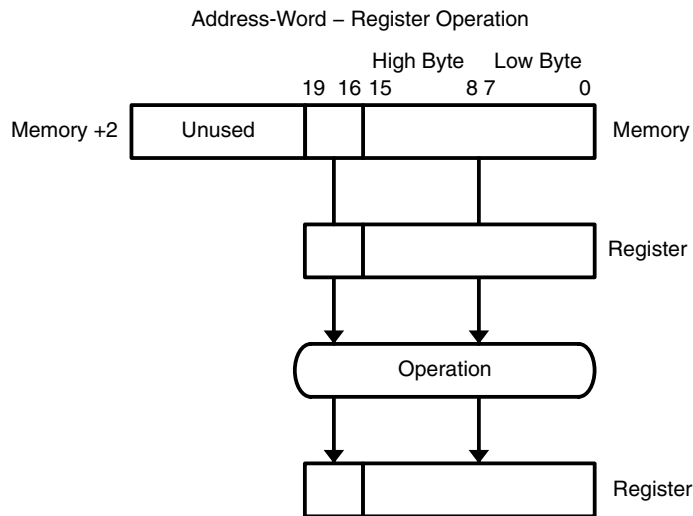 Address-Word – Register Operation
High Byte Low Byte
19 16 15 8 7 0
Memory +2 Unused Memory
Register
Operation
Register